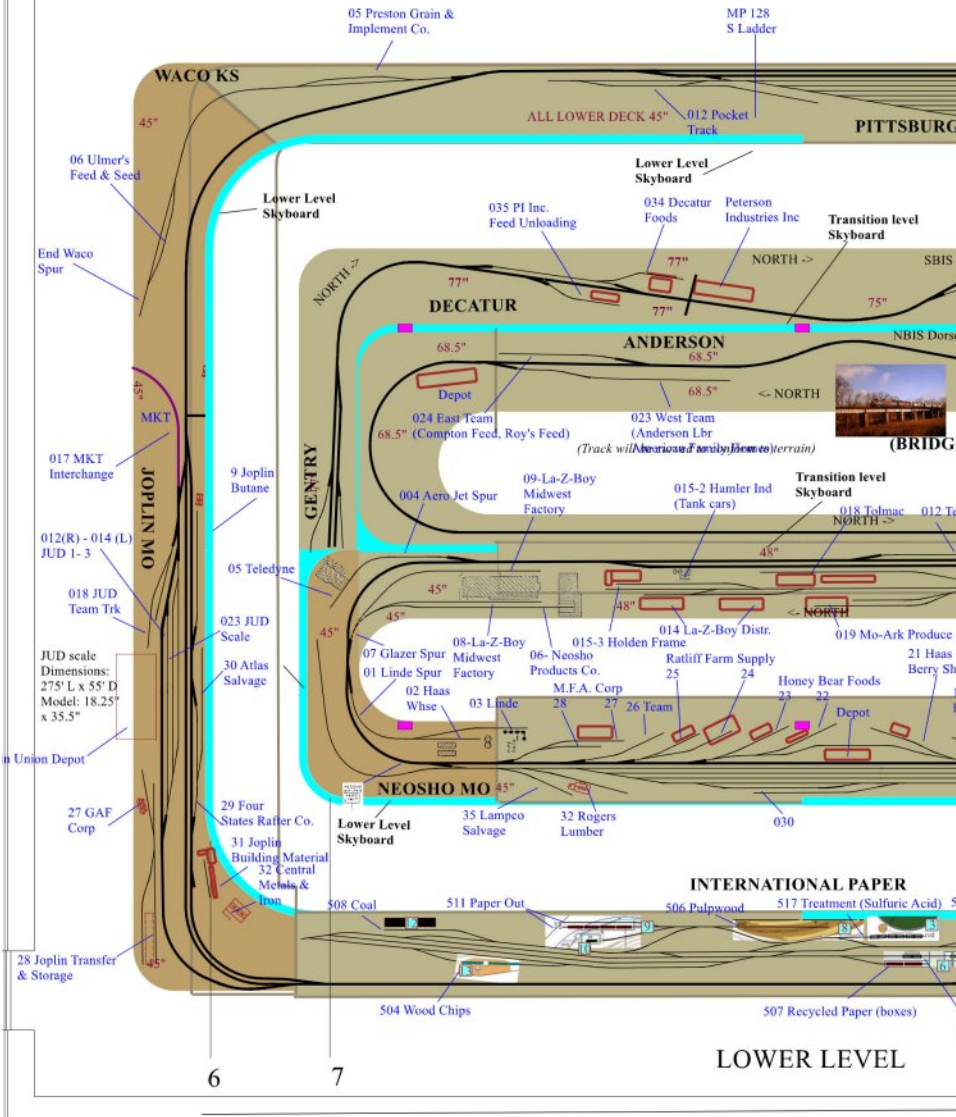 05 Preston Grain &
Implement Co.
MP 128
S Ladder
WACO KS
45"
ALL LOWER DECK 45"
012 Pocket
Track
PITTSBURG
06 Ulmer's
Feed & Seed
Lower Level
Skyboard
Lower Level
Skyboard
035 PI Inc.
Feed Unloading
034 Decatur
Foods
Peterson
Industries Inc
Transition level
Skyboard
End Waco
Spur
NORTH ->
77"
NORTH ->
SBIS
77"
DECATUR
77"
75"
68.5"
ANDERSON
68.5"
NBIS Dorse
45"
Depot
68.5"
<- NORTH
MKT
024 East Team
(Compton Feed, Roy's Feed)
023 West Team
(Anderson Lbr
68.5"
(BRIDG
(Track will be
to terrain)
017 MKT
Interchange
JOPLIN MO
9 Joplin
Butane
GENTRY
004 Aero Jet Spur
09-La-Z-Boy
Midwest
Factory
015-2 Hamler Ind
(Tank cars)
Transition level
Skyboard
018 Tolmac
012 Te
NORTH ->
012(R) - 014 (L)
JUD 1- 3
48"
05 Teledyne
45"
018 JUD
Team Trk
45"
48"
<- NORTH
023 JUD
Scale
45"
07 Glazer Spur
08-La-Z-Boy
Midwest
Factory
06- Neosho
Products Co.
015-3 Holden Frame
014 La-Z-Boy Distr.
019 Mo-Ark Produce
JUD scale
Dimensions:
275' L x 55' D
Model: 18.25"
x 35.5"
30 Atlas
Salvage
01 Linde Spur
02 Haas
Whse
03 Linde
M.F.A. Corp
28
27
26 Team
Ratliff Farm Supply
25
24
Honey Bear Foods
23
22
21 Haas
Berry Sh
Depot
n Union Depot
NEOSHO MO
45"
27 GAF
Corp
29 Four
States Rafter Co.
Lower Level
Skyboard
35 Lampco
Salvage
32 Rogers
Lumber
030
31 Joplin
Building Material
32 Central
Metals &
Iron
INTERNATIONAL PAPER
508 Coal
511 Paper Out
506 Pulpwood
517 Treatment (Sulfuric Acid)
5
9
8
3
10
6
28 Joplin Transfer
& Storage
45"
504 Wood Chips
507 Recycled Paper (boxes)
LOWER LEVEL
6
7